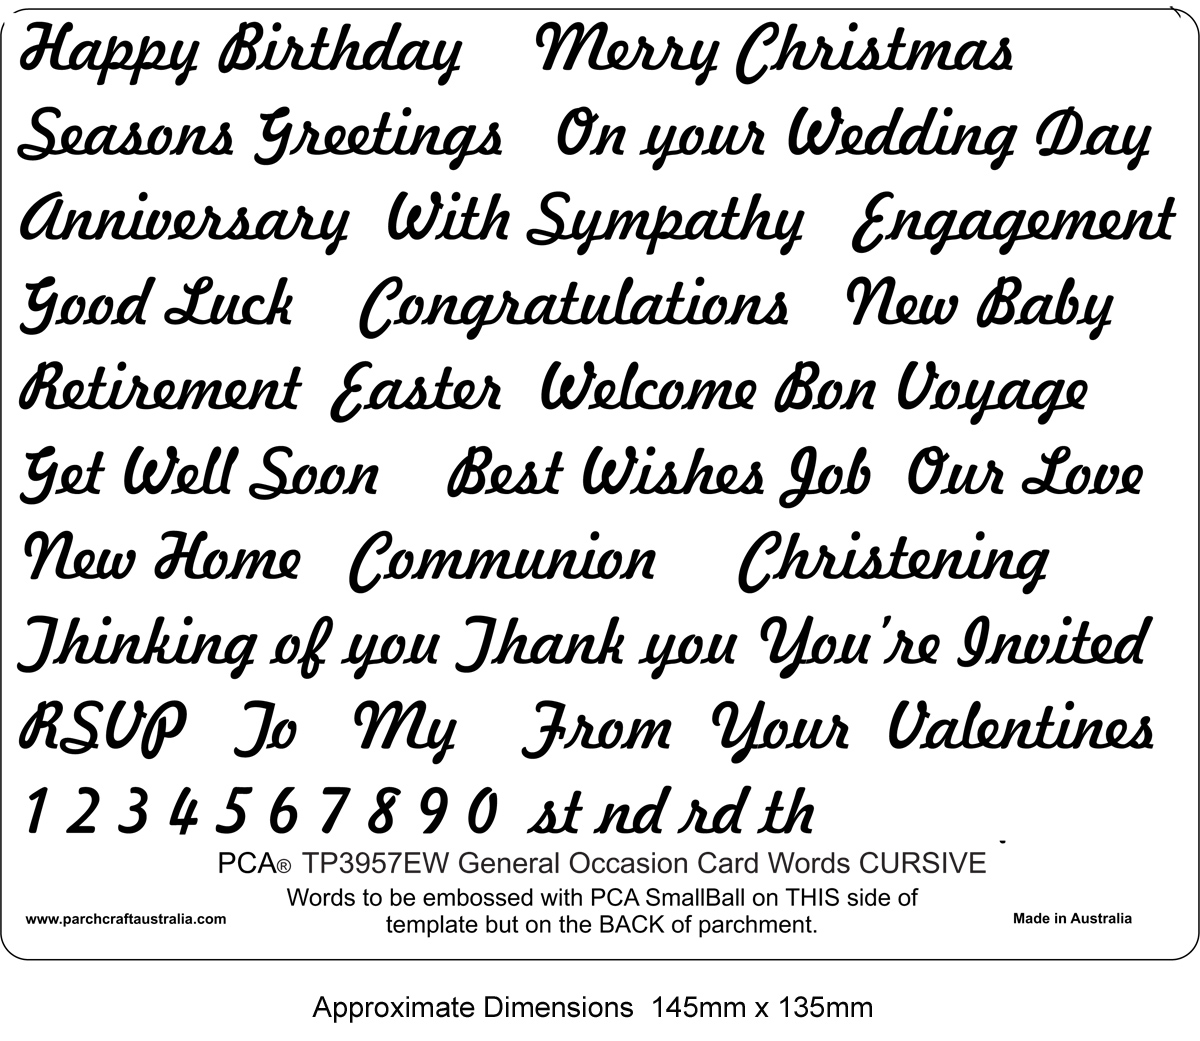 Happy Birthday Merry Christmas
Seasons Greetings On your Wedding Day
Anniversary With Sympathy Engagement
Good Luck Congratulations New Baby
Retirement Easter Welcome Bon Voyage
Get Well Soon Best Wishes Job Our Love
New Home Communion Christening
Thinking of you Thank you You're Invited
RSVP To My From Your Valentines
1 2 3 4 5 6 7 8 9 0 st nd rd th
PCA® TP3957EW General Occasion Card Words CURSIVE
Words to be embossed with PCA SmallBall on THIS side of
template but on the BACK of parchment.
www.parchcraftaustralia.com
Made in Australia
Approximate Dimensions 145mm x 135mm